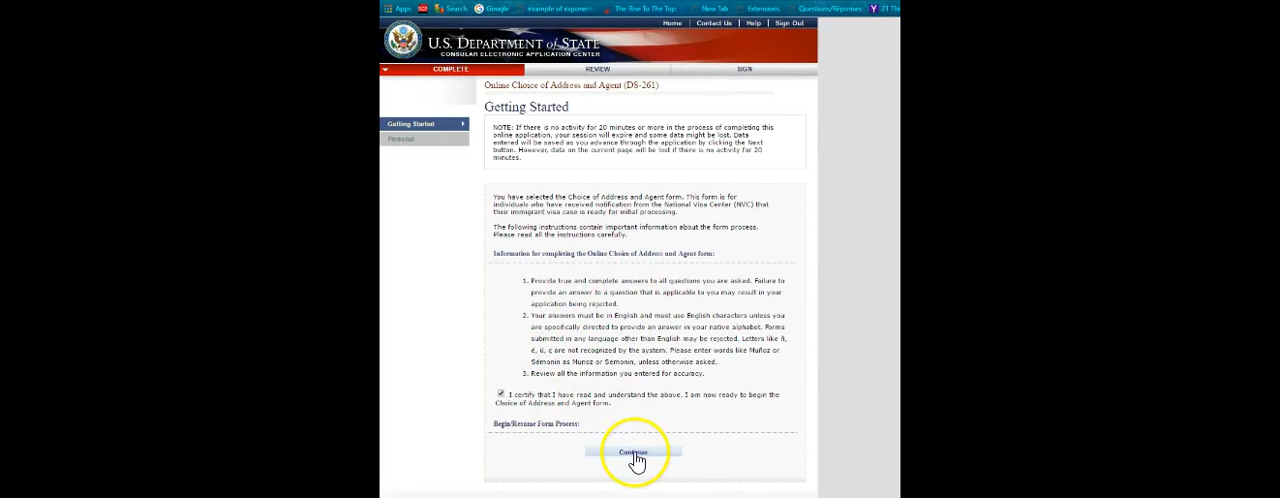 Apps
Search
Google
example of exponen
The Rise To The Top
New Tab
Extensions
Questions/Réponses
21 Th
Home
Contact Us
Help
Sign Out
U.S. DEPARTMENT of STATE
CONSULAR ELECTRONIC APPLICATION CENTER
COMPLETE
REVIEW
SIGN
Online Choice of Address and Agent (DS-261)
Getting Started
Getting Started
Personal
NOTE: If there is no activity for 20 minutes or more in the process of completing this
online application, your session will expire and some data might be lost. Data
entered will be saved as you advance through the application by clicking the Next
button. However, data on the current page will be lost if there is no activity for 20
minutes.
You have selected the Choice of Address and Agent form. This form is for
individuals who have received notification from the National Visa Center (NVC) that
their immigrant visa case is ready for initial processing.
The following instructions contain important information about the form process.
Please read all the instructions carefully.
Information for completing the Online Choice of Address and Agent form:
1. Provide true and complete answers to all questions you are asked. Failure to
provide an answer to a question that is applicable to you may result in your
application being rejected.
2. Your answers must be in English and must use English characters unless you
are specifically directed to provide an answer in your native alphabet. Forms
submitted in any language other than English may be rejected. Letters like ñ,
é, ü, ç are not recognized by the system. Please enter words like Muñoz or
Sémonin as Munoz or Semonin, unless otherwise asked.
3. Review all the information you entered for accuracy.
I certify that I have read and understand the above. I am now ready to begin the
Choice of Address and Agent form.
Begin/Resume Form Process:
Continue